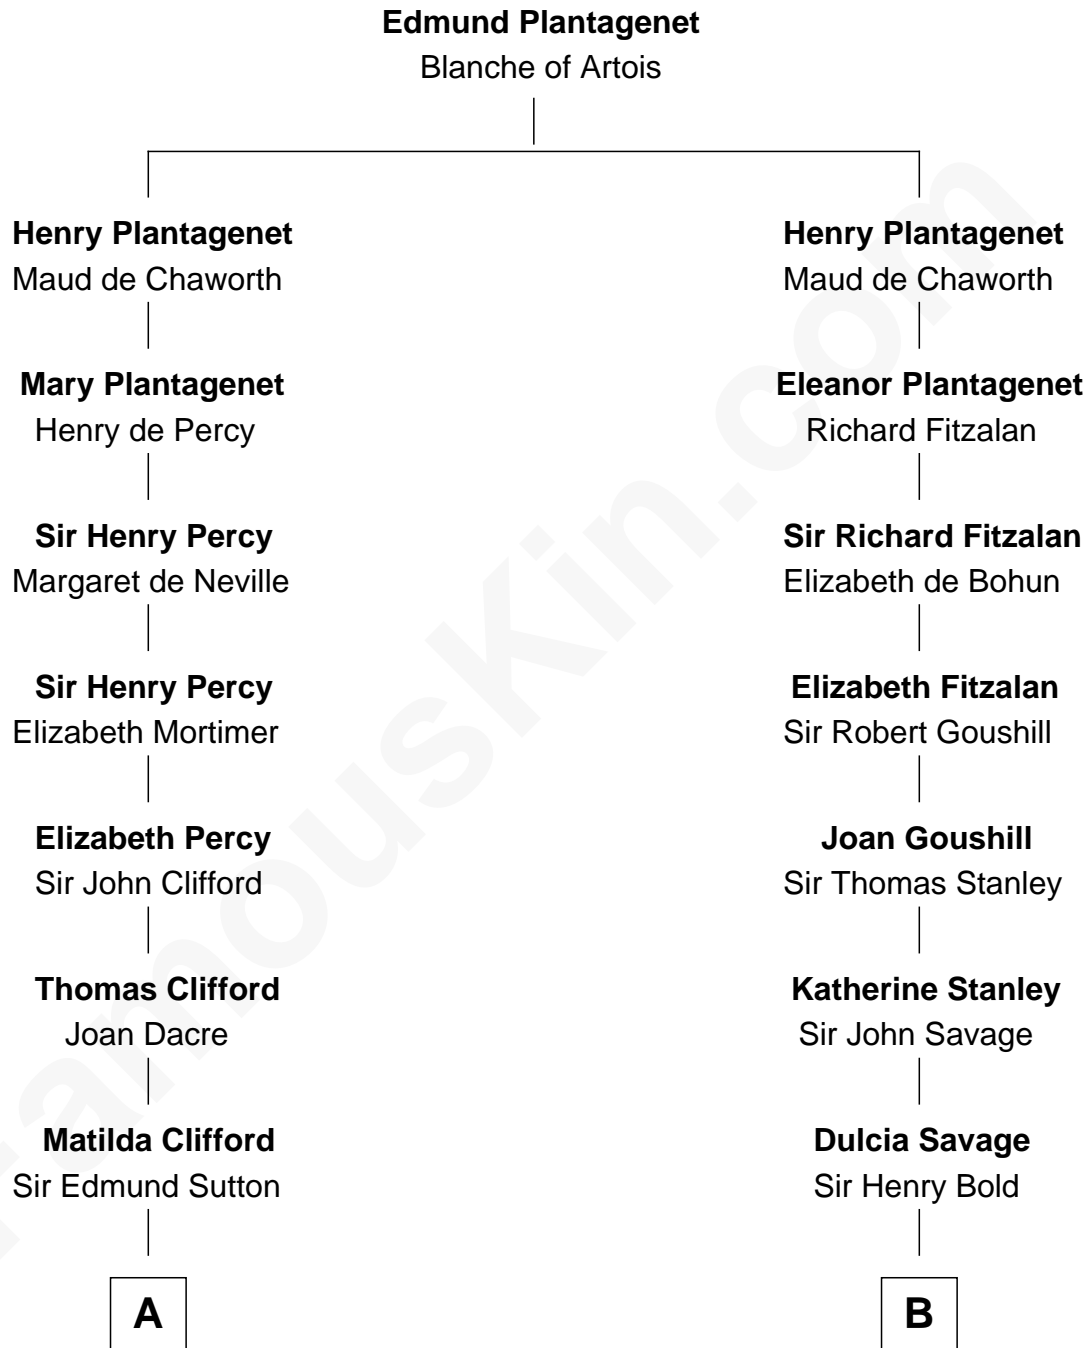 Edmund Plantagenet
Blanche of Artois
Henry Plantagenet
Maud de Chaworth
Mary Plantagenet
Henry de Percy
Sir Henry Percy
Margaret de Neville
Sir Henry Percy
Elizabeth Mortimer
Elizabeth Percy
Sir John Clifford
Thomas Clifford
Joan Dacre
Matilda Clifford
Sir Edmund Sutton
A
Henry Plantagenet
Maud de Chaworth
Eleanor Plantagenet
Richard Fitzalan
Sir Richard Fitzalan
Elizabeth de Bohun
Elizabeth Fitzalan
Sir Robert Goushill
Joan Goushill
Sir Thomas Stanley
Katherine Stanley
Sir John Savage
Dulcia Savage
Sir Henry Bold
B
FamousKin.com